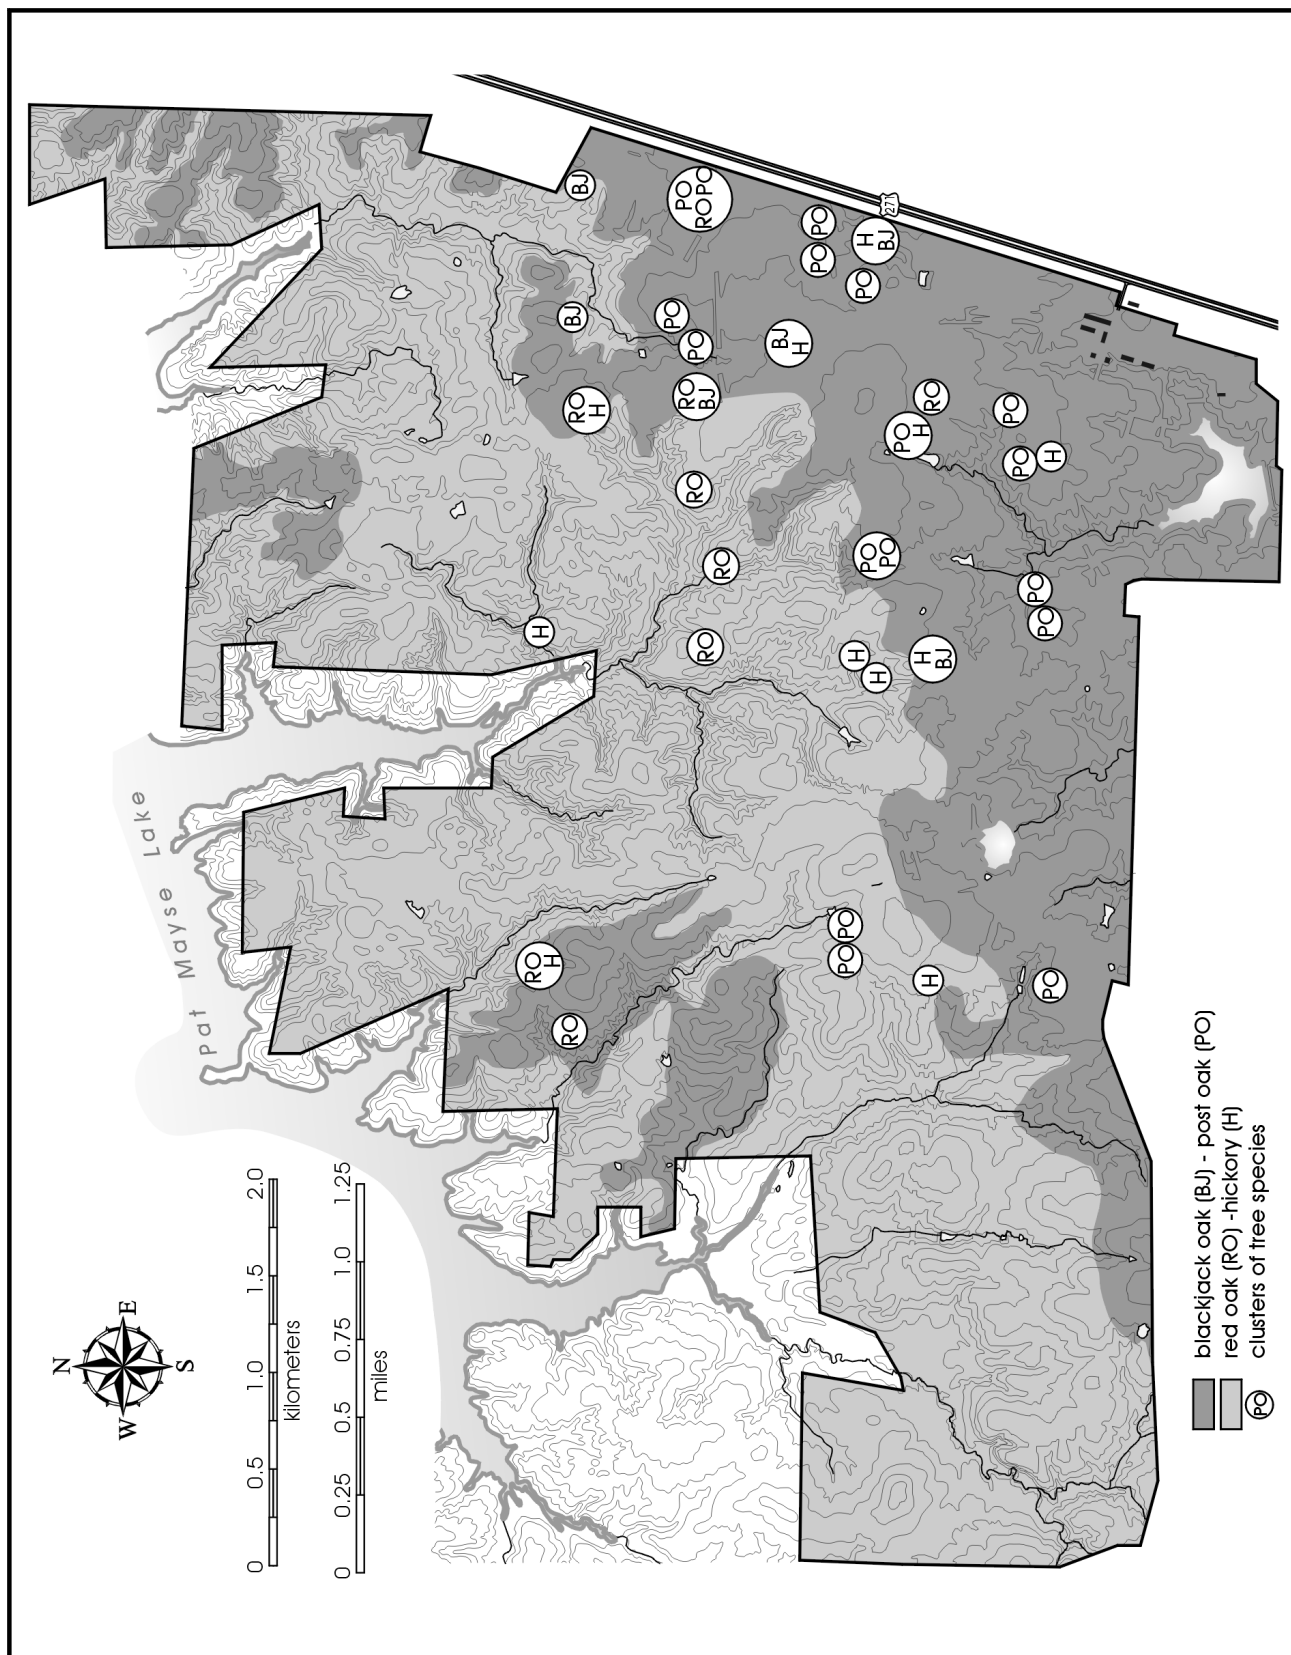 N
W E
S
Pat Mayse Lake
0 0.5 1.0 1.5 2.0
kilometers
0 0.25 0.5 0.75 1.0 1.25
miles
RO
H
H
RO
BJ
BJ
RO
H
PO
RO
PO
RO
BJ
PO
RO PO
RO
RO
BJ
H
PO
PO
PO
PO
H
PO
H
BJ
H
PO
PO
271
PO
H
H
RO
H
BJ
PO
PO
PO
PO
PO
H
blackjack oak (BJ) - post oak (PO)
red oak (RO) -hickory (H)
PO clusters of tree species